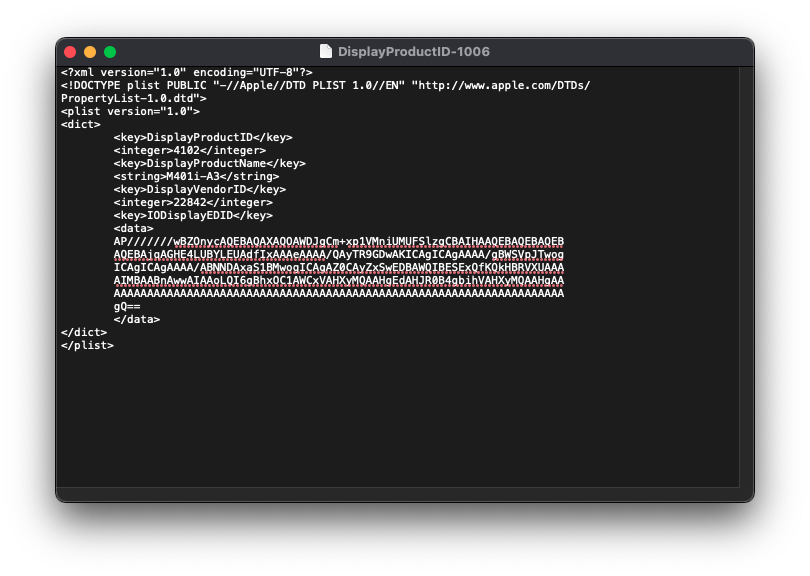 DisplayProductID-1006
<?xml version="1.0" encoding="UTF-8"?>
<!DOCTYPE plist PUBLIC "-//Apple//DTD PLIST 1.0//EN" "http://www.apple.com/DTDs/
PropertyList-1.0.dtd">
<plist version="1.0">
<dict>
<key>DisplayProductID</key>
<integer>4102</integer>
<key>DisplayProductName</key>
<string>M401i-A3</string>
<key>DisplayVendorID</key>
<integer>22842</integer>
<key>IODisplayEDID</key>
<data>
AP///////wBZOnycAQEBAQAXAQOAWDJgCm+xp1VMniUMUFSlzgCBAIHAAQEBAQEBAQEB
AQEBAjqAGHE4LUBYLEUAdfIxAAAeAAAA/QAyTR9GDwAKICAgICAgAAAA/gBWSVpJTwog
ICAgICAgAAAA/ABNNDAxaS1BMwogICAgAZ0CAyZxSwEDBAWQIBESExQfKQkHBRVXUAAA
AIMBAABnAwwAIAAoLQI6gBhxOC1AWCxVAHXyMQAAHgEdAHJR0B4gbihVAHXyMQAAHgAA
AAAAAAAAAAAAAAAAAAAAAAAAAAAAAAAAAAAAAAAAAAAAAAAAAAAAAAAAAAAAAAAAAAAA
gQ==
</data>
</dict>
</plist>